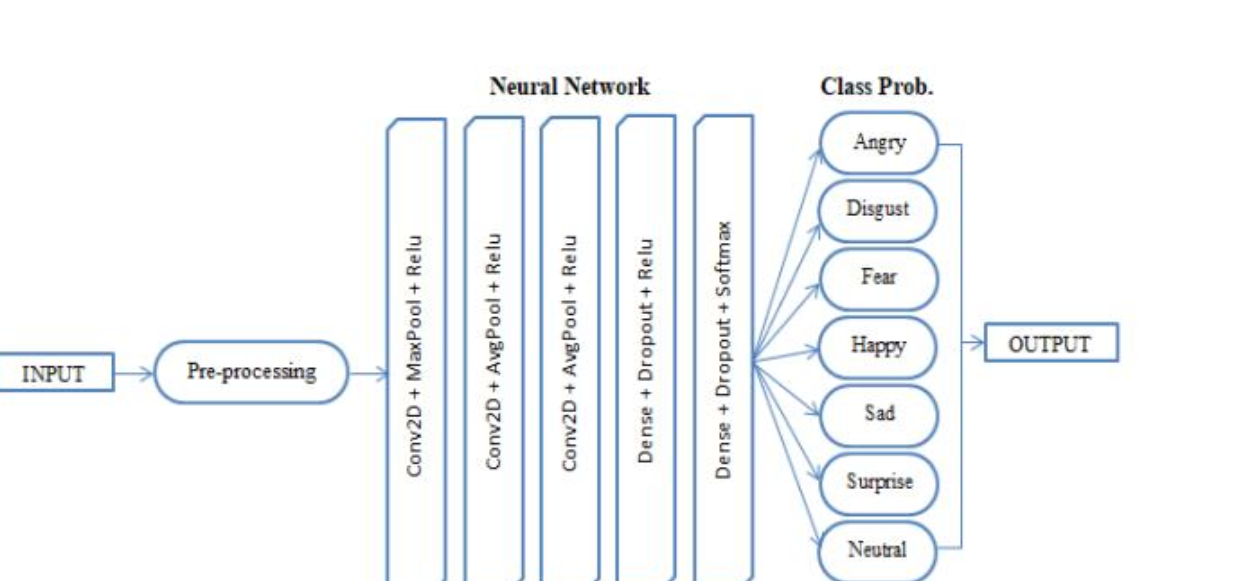 Neural Network
Class Prob.
INPUT
Pre-processing
Conv2D + MaxPool + Relu
Conv2D + AvgPool + Relu
Conv2D + AvgPool + Relu
Dense + Dropout + Relu
Dense + Dropout + Softmax
Angry
Disgust
Fear
Happy
Sad
Surprise
Neutral
OUTPUT